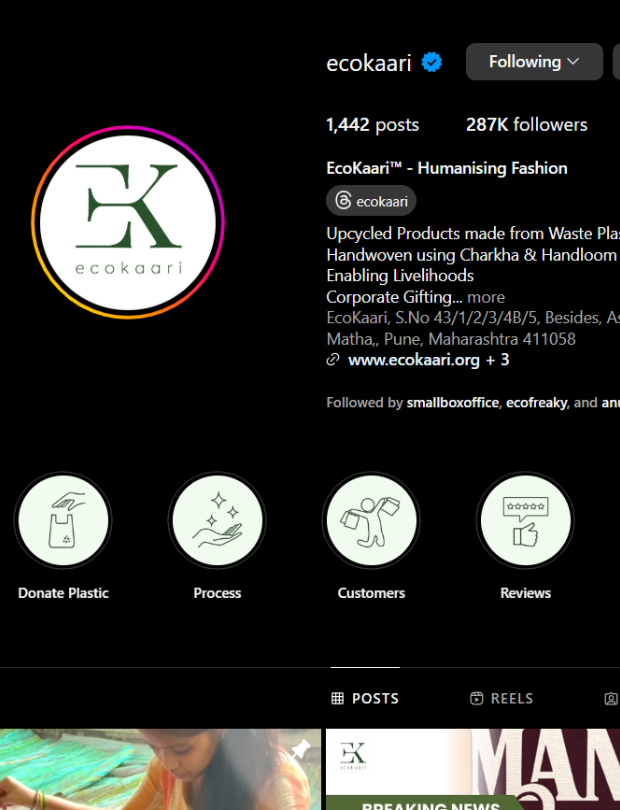 ecokaari
Following
1,442 posts 287K followers
EcoKaari™ - Humanising Fashion
ecokaari
EK
ecokaari
Upcycled Products made from Waste
Handwoven using Charkha & Handloom
Enabling Livelihoods
Corporate Gifting... more
EcoKaari, S.No 43/1/2/3/4B/5, Besides,
Matha,, Pune, Maharashtra 411058
www.ecokaari.org + 3
Followed by smallboxoffice, ecofreaky, and
Donate Plastic Process Customers Reviews
POSTS REELS
EK
ecokaari
MAN
BREAKING NEWS